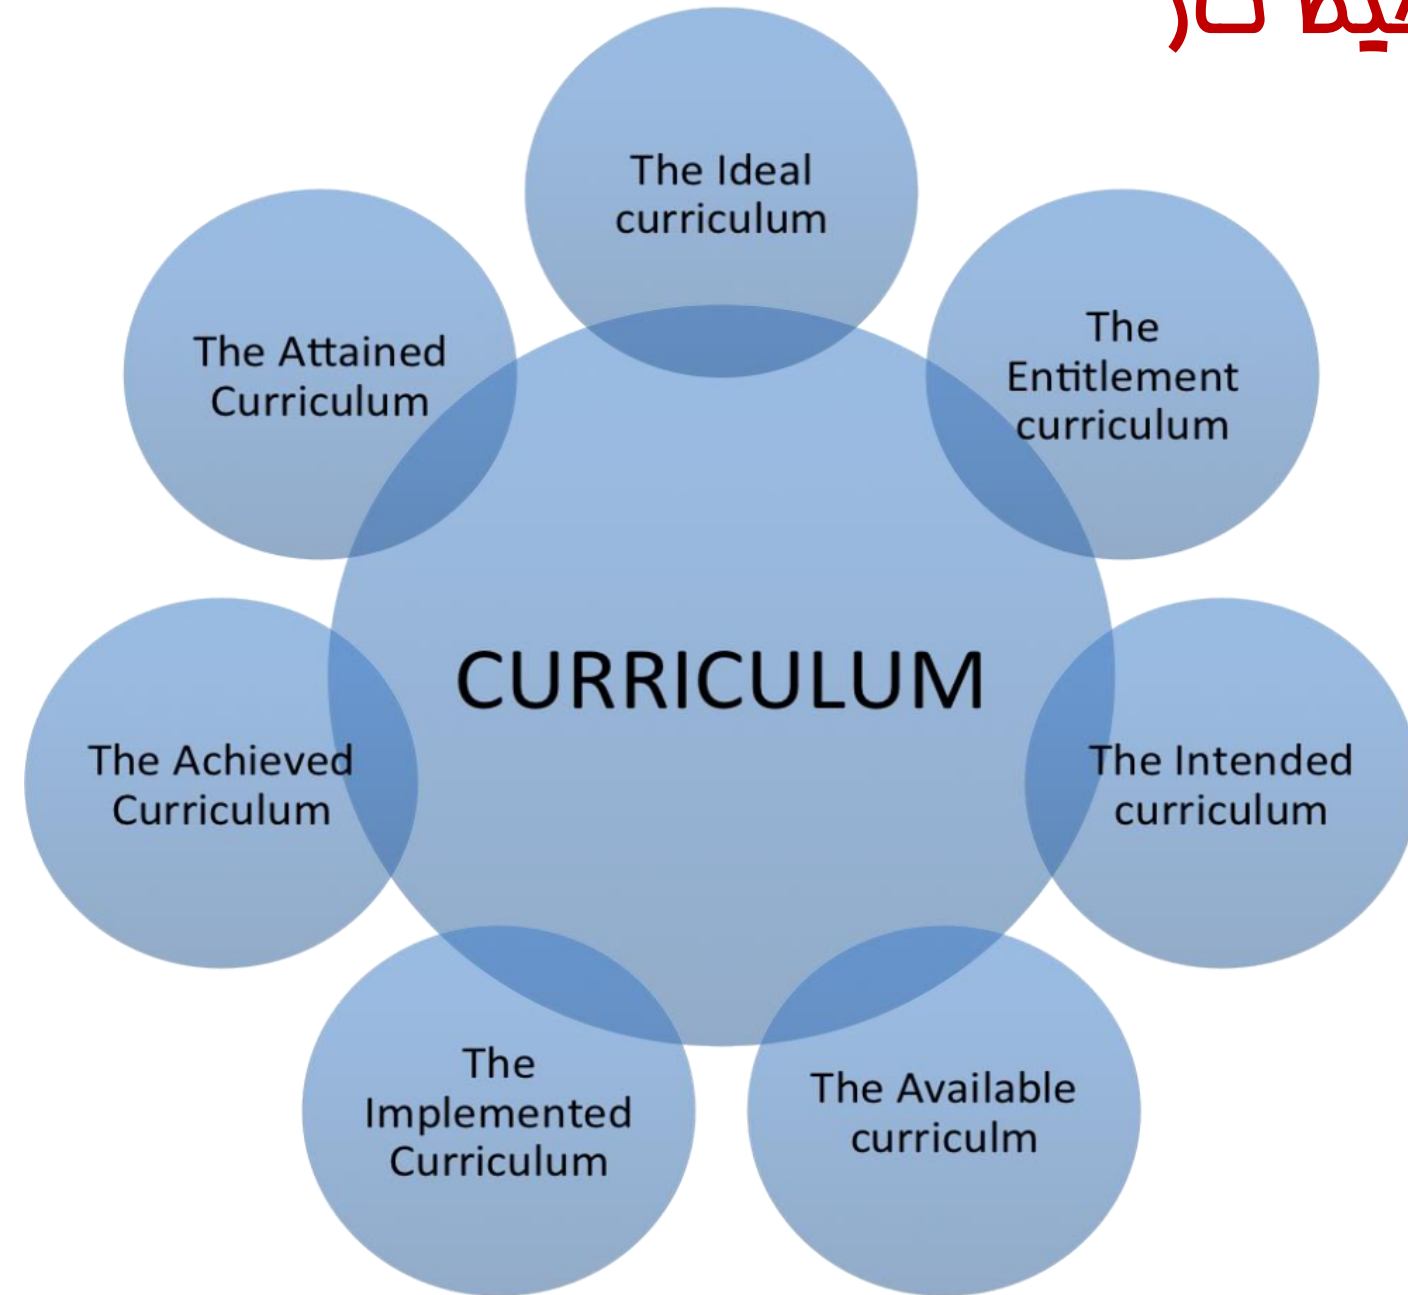 The Ideal
curriculum
The
Entitlement
curriculum
The Intended
curriculum
The Available
curriculm
The
Implemented
Curriculum
The Achieved
Curriculum
The Attained
Curriculum
CURRICULUM